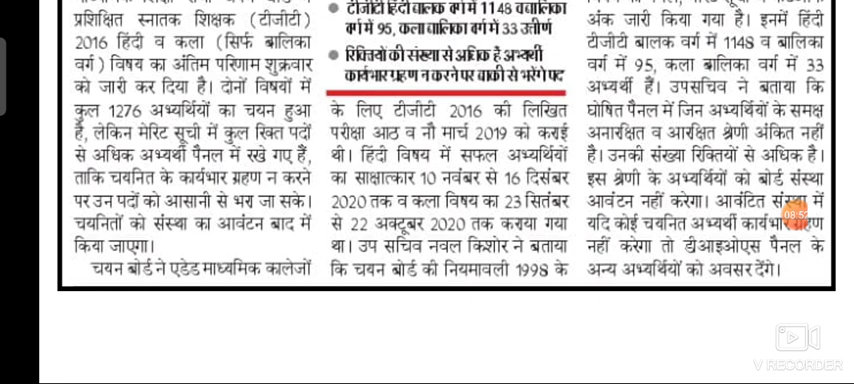 प्रशिक्षित स्नातक शिक्षक (टीजीटी)
2016 हिंदी व कला (सिर्फ बालिका
वर्ग) विषय का अंतिम परिणाम शुक्रवार
को जारी कर दिया है। दोनों विषयों में
कुल 1276 अभ्यर्थियों का चयन हुआ
है, लेकिन मेरिट सूची में कुल रिक्त पदों
से अधिक अभ्यर्थी पैनल में रखे गए हैं,
ताकि चयनित के कार्यभार ग्रहण न करने
पर उन पदों को आसानी से भरा जा सके।
चयनितों को संस्था का आवंटन बाद में
किया जाएगा।
चयन बोर्ड ने एडेड माध्यमिक कालेजों
• टीजीटी हिंदी बालक वर्ग में 1148 व बालिका
वर्ग में 95, कला बालिका वर्ग में 33 उत्तीर्ण
• रिक्तियों की संख्या से अधिक है अभ्यर्थी
कार्यभार ग्रहण न करने पर बाकी से भरेंगे पद
के लिए टीजीटी 2016 की लिखित
परीक्षा आठ व नौ मार्च 2019 को कराई
थी। हिंदी विषय में सफल अभ्यर्थियों
का साक्षात्कार 10 नवंबर से 16 दिसंबर
2020 तक व कला विषय का 23 सितंबर
से 22 अक्टूबर 2020 तक कराया गया
था। उप सचिव नवल किशोर ने बताया
कि चयन बोर्ड की नियमावली 1998 के
अंक जारी किया गया है। इनमें हिंदी
टीजीटी बालक वर्ग में 1148 व बालिका
वर्ग में 95, कला बालिका वर्ग में 33
अभ्यर्थी हैं। उपसचिव ने बताया कि
घोषित पैनल में जिन अभ्यर्थियों के समक्ष
अनारक्षित व आरक्षित श्रेणी अंकित नहीं
है। उनकी संख्या रिक्तियों से अधिक है।
इस श्रेणी के अभ्यर्थियों को बोर्ड संस्था
आवंटन नहीं करेगा। आवंटित संस्था में
यदि कोई चयनित अभ्यर्थी कार्यभार ग्रहण
नहीं करेगा तो डीआइओएस पैनल के
अन्य अभ्यर्थियों को अवसर देंगे।
08:52
V RECORDER